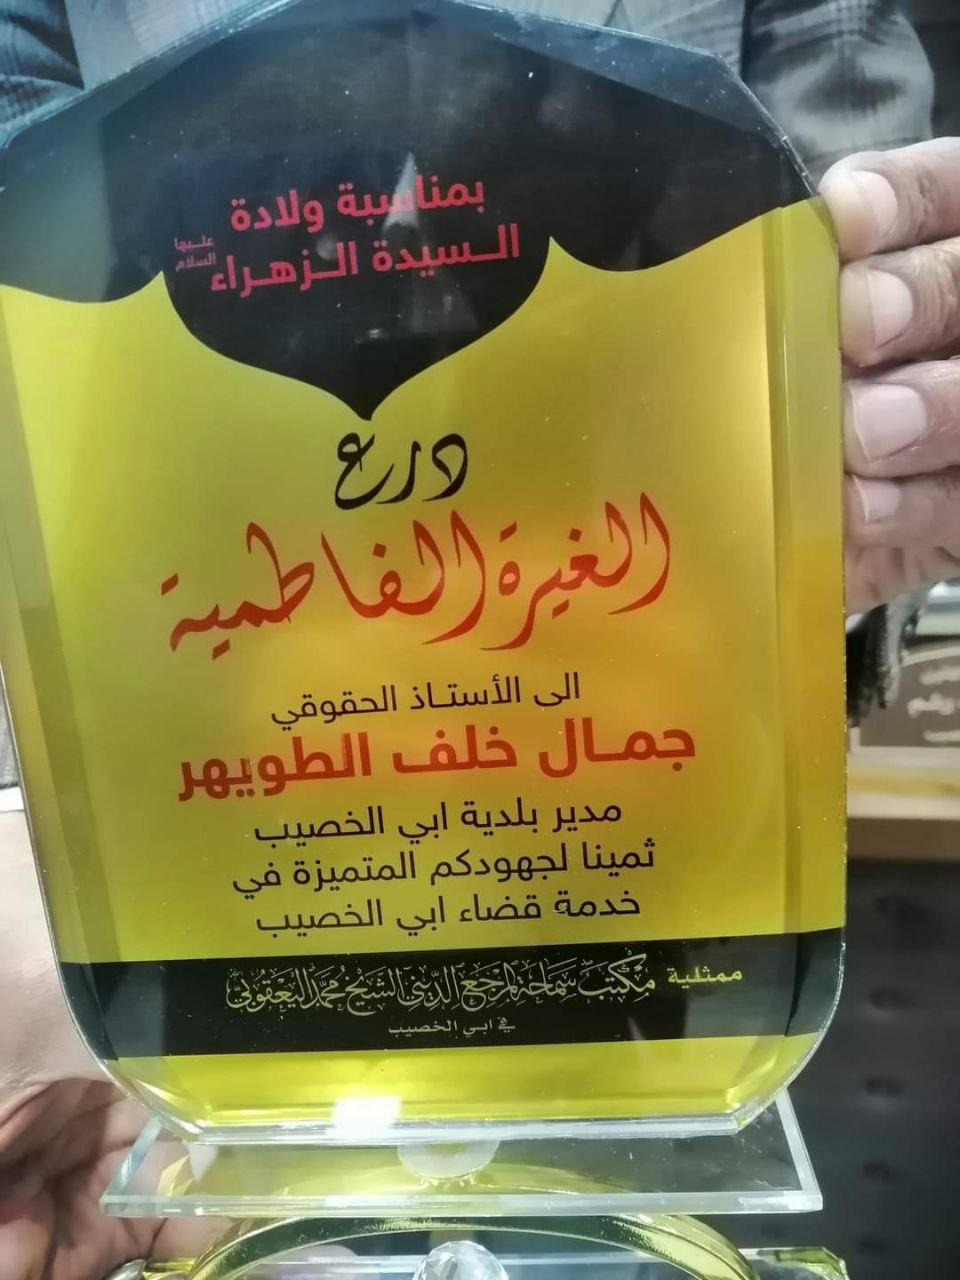 بمناسبة ولادة
السيدة الزهراء عليها السلام
درع
الغيرة الفاطمية
الى الأستاذ الحقوقي
جمال خلف الطويهر
مدير بلدية ابي الخصيب
ثمينا لجهودكم المتميزة في
خدمة قضاء ابي الخصيب
ممثلية مكتب سماحة المرجع الديني الشيخ محمد اليعقوبي
في ابي الخصيب